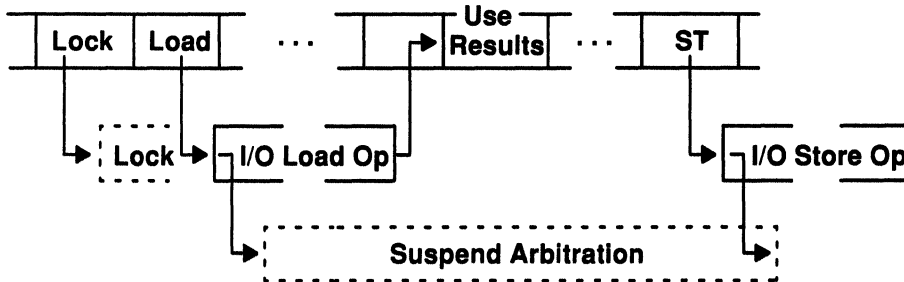 Lock Load ··· Use Results ··· ST
Lock I/O Load Op I/O Store Op
Suspend Arbitration